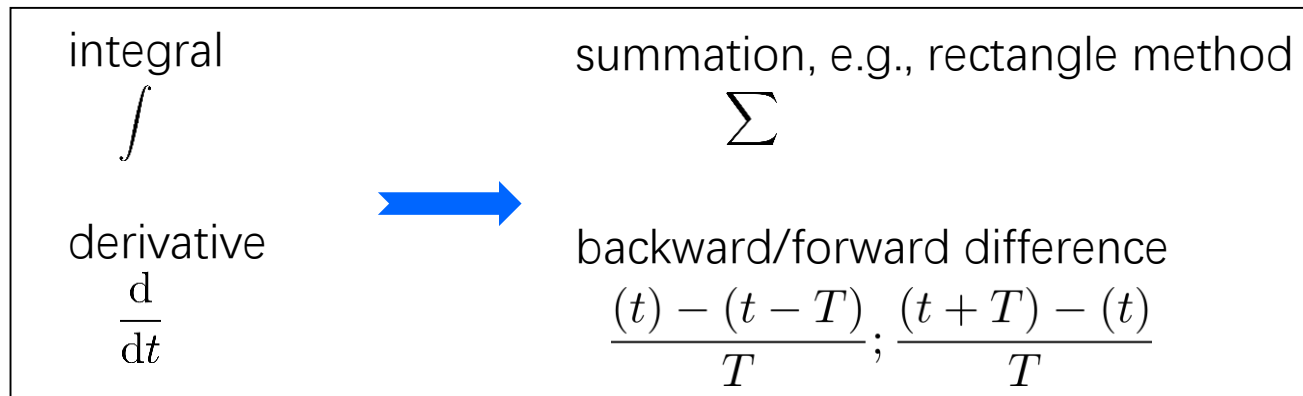 integral
∫
summation, e.g., rectangle method
∑
derivative
d
dt
backward/forward difference
(t) − (t − T)
T
;
(t + T) − (t)
T